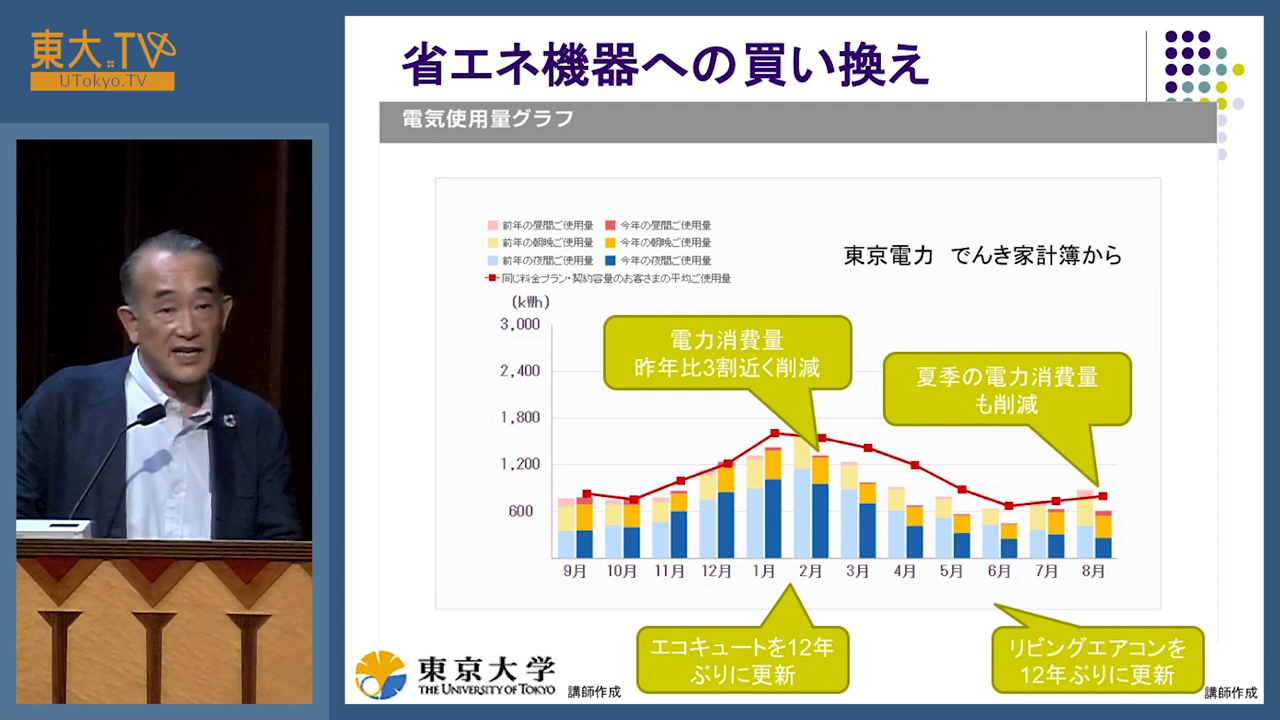 東大.TV
UTokyo.TV
省エネ機器への買い換え
電気使用量グラフ
前年の昼間ご使用量 今年の昼間ご使用量
前年の朝晩ご使用量 今年の朝晩ご使用量
前年の夜間ご使用量 今年の夜間ご使用量
同じ料金プラン・契約容量のお客さまの平均ご使用量
東京電力 でんき家計簿から
(kWh)
3,000
2,400
1,800
1,200
600
電力消費量
昨年比3割近く削減
夏季の電力消費量
も削減
9月 10月 11月 12月 1月 2月 3月 4月 5月 6月 7月 8月
エコキュートを12年
ぶりに更新
リビングエアコンを
12年ぶりに更新
東京大学
THE UNIVERSITY OF TOKYO
講師作成
講師作成